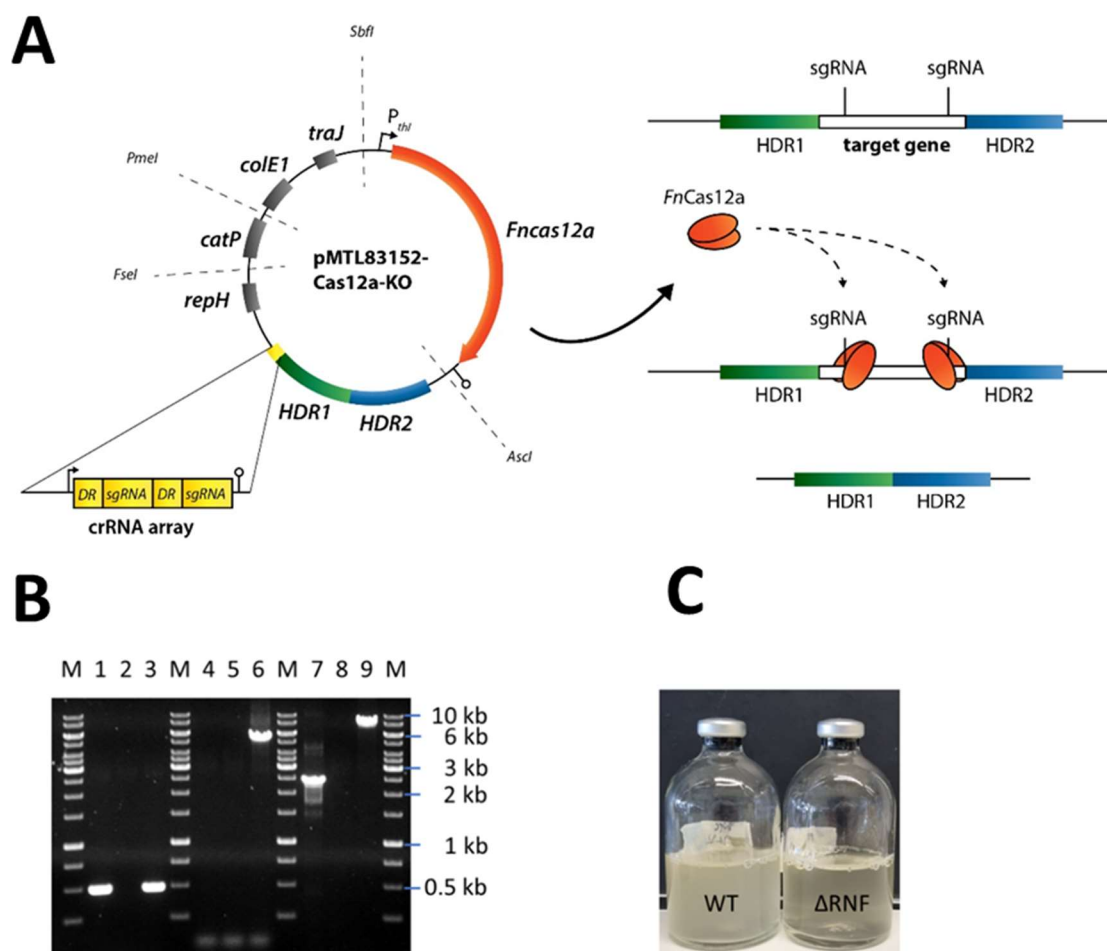 A
SbfI
P
thl
traJ
PmeI
colE1
catP
pMTL83152-
Cas12a-KO
Fncas12a
FseI
repH
HDR1
HDR2
AscI
DR sgRNA DR sgRNA
crRNA array
sgRNA sgRNA
HDR1 target gene HDR2
FnCas12a
sgRNA sgRNA
HDR1 HDR2
HDR1 HDR2
B
M 1 2 3 M 4 5 6 M 7 8 9 M
10 kb
6 kb
3 kb
2 kb
1 kb
0.5 kb
C
WT
ΔRNF